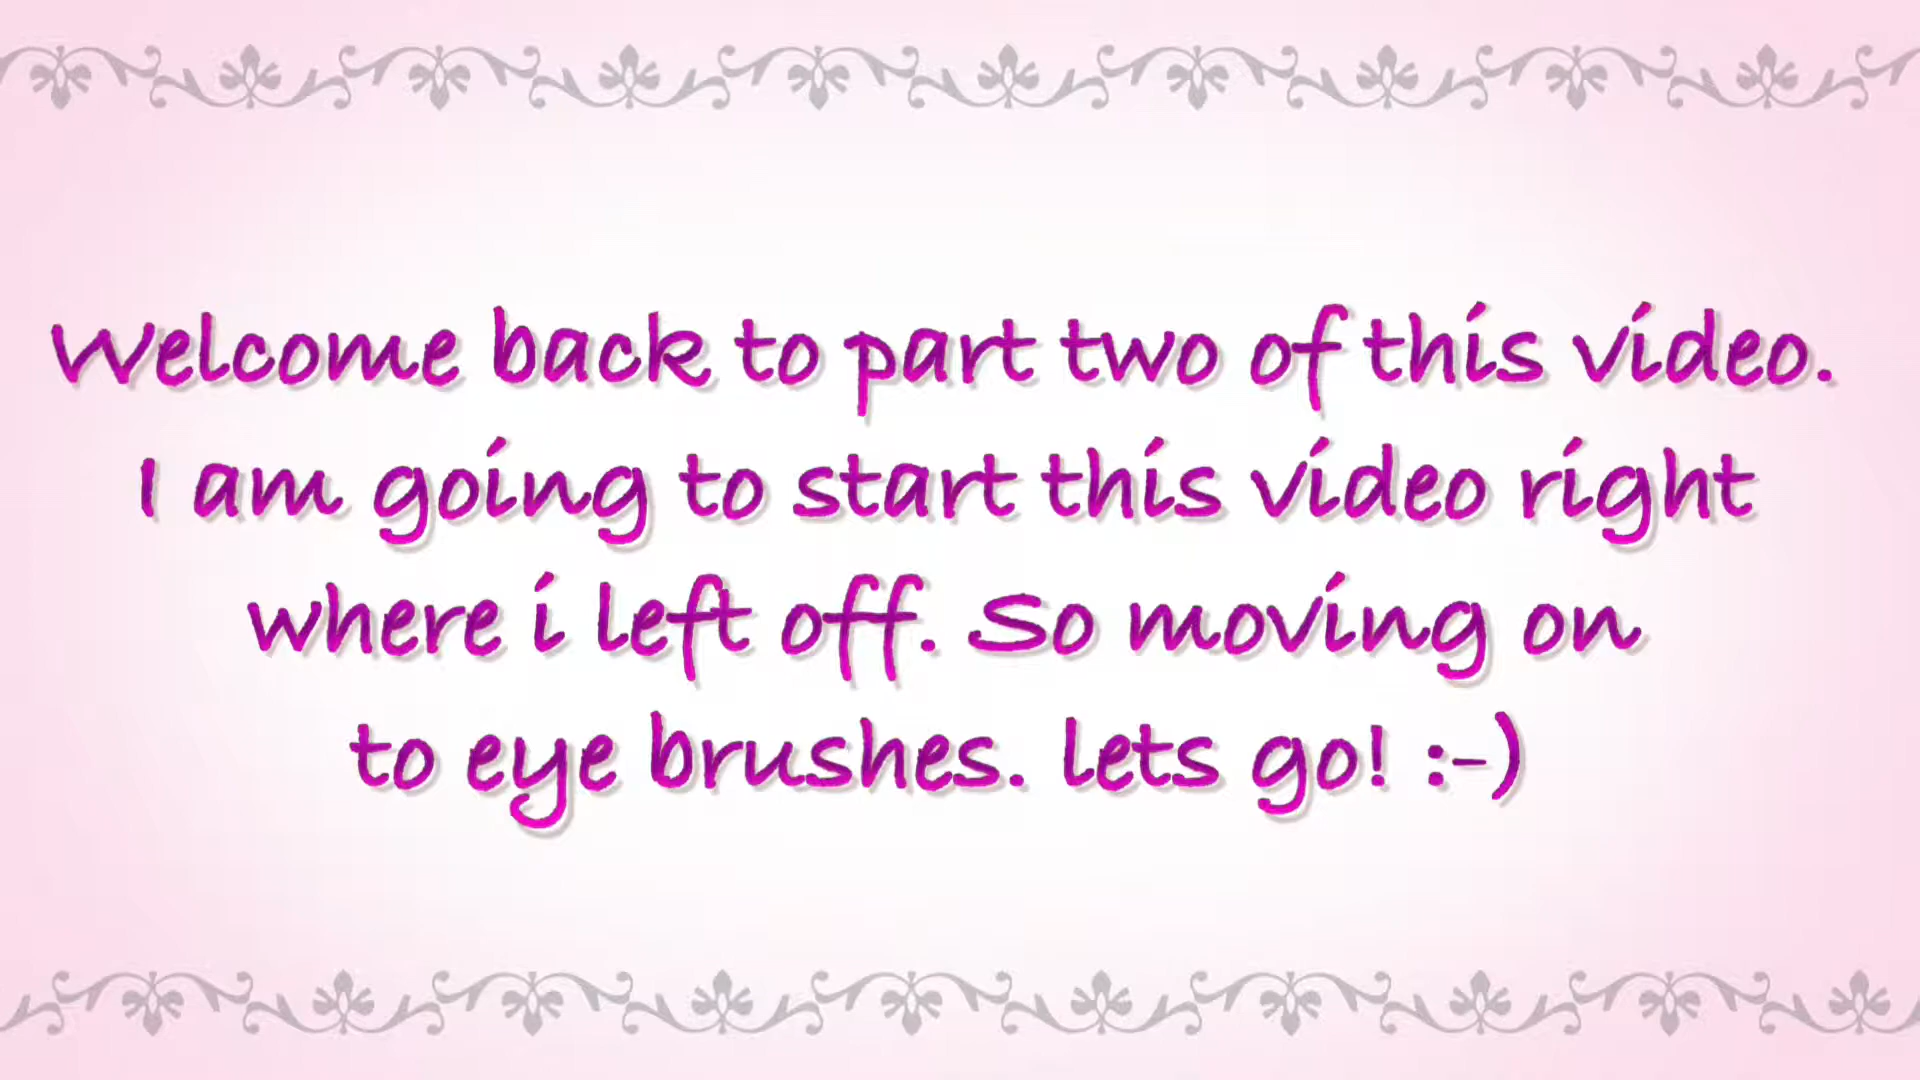 Welcome back to part two of this video.
I am going to start this video right
where i left off. So moving on
to eye brushes. lets go! :-)